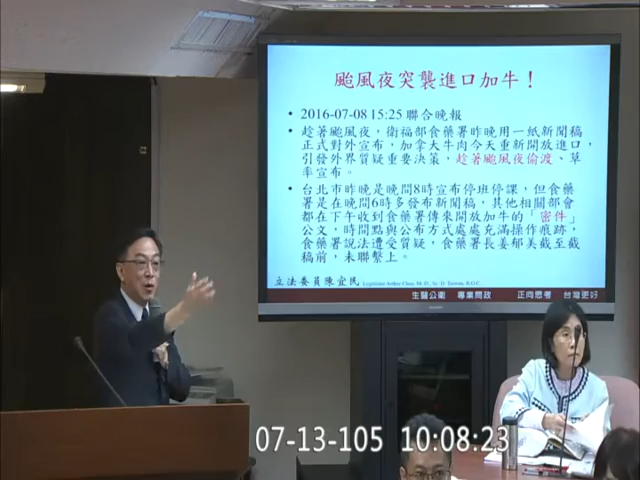 颱風夜突襲進口加牛！
• 2016-07-08 15:25 聯合晚報
• 趁著颱風夜，衛福部食藥署昨晚用一紙新聞稿
正式對外宣布，加拿大牛肉今天重新開放進口，
引發外界質疑重要決策，趁著颱風夜偷渡、草
率宣布。
• 台北市昨晚是晚間8時宣布停班停課，但食藥
署是在晚間6時多發布新聞稿，其他相關部會
都在下午收到食藥署傳來開放加牛的「密件」
公文，時間點與公布方式處處充滿操作痕跡，
食藥署說法遭受質疑，食藥署長姜郁美截至截
稿前，未聯繫上。
立法委員陳宜民
生醫公衛 專業問政 正向思考 台灣更好
07-13-105 10:08:23